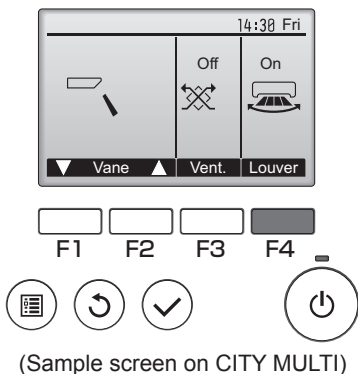 14:30 Fri
Off On
Vane Vent. Louver
F1 F2 F3 F4
(Sample screen on CITY MULTI)